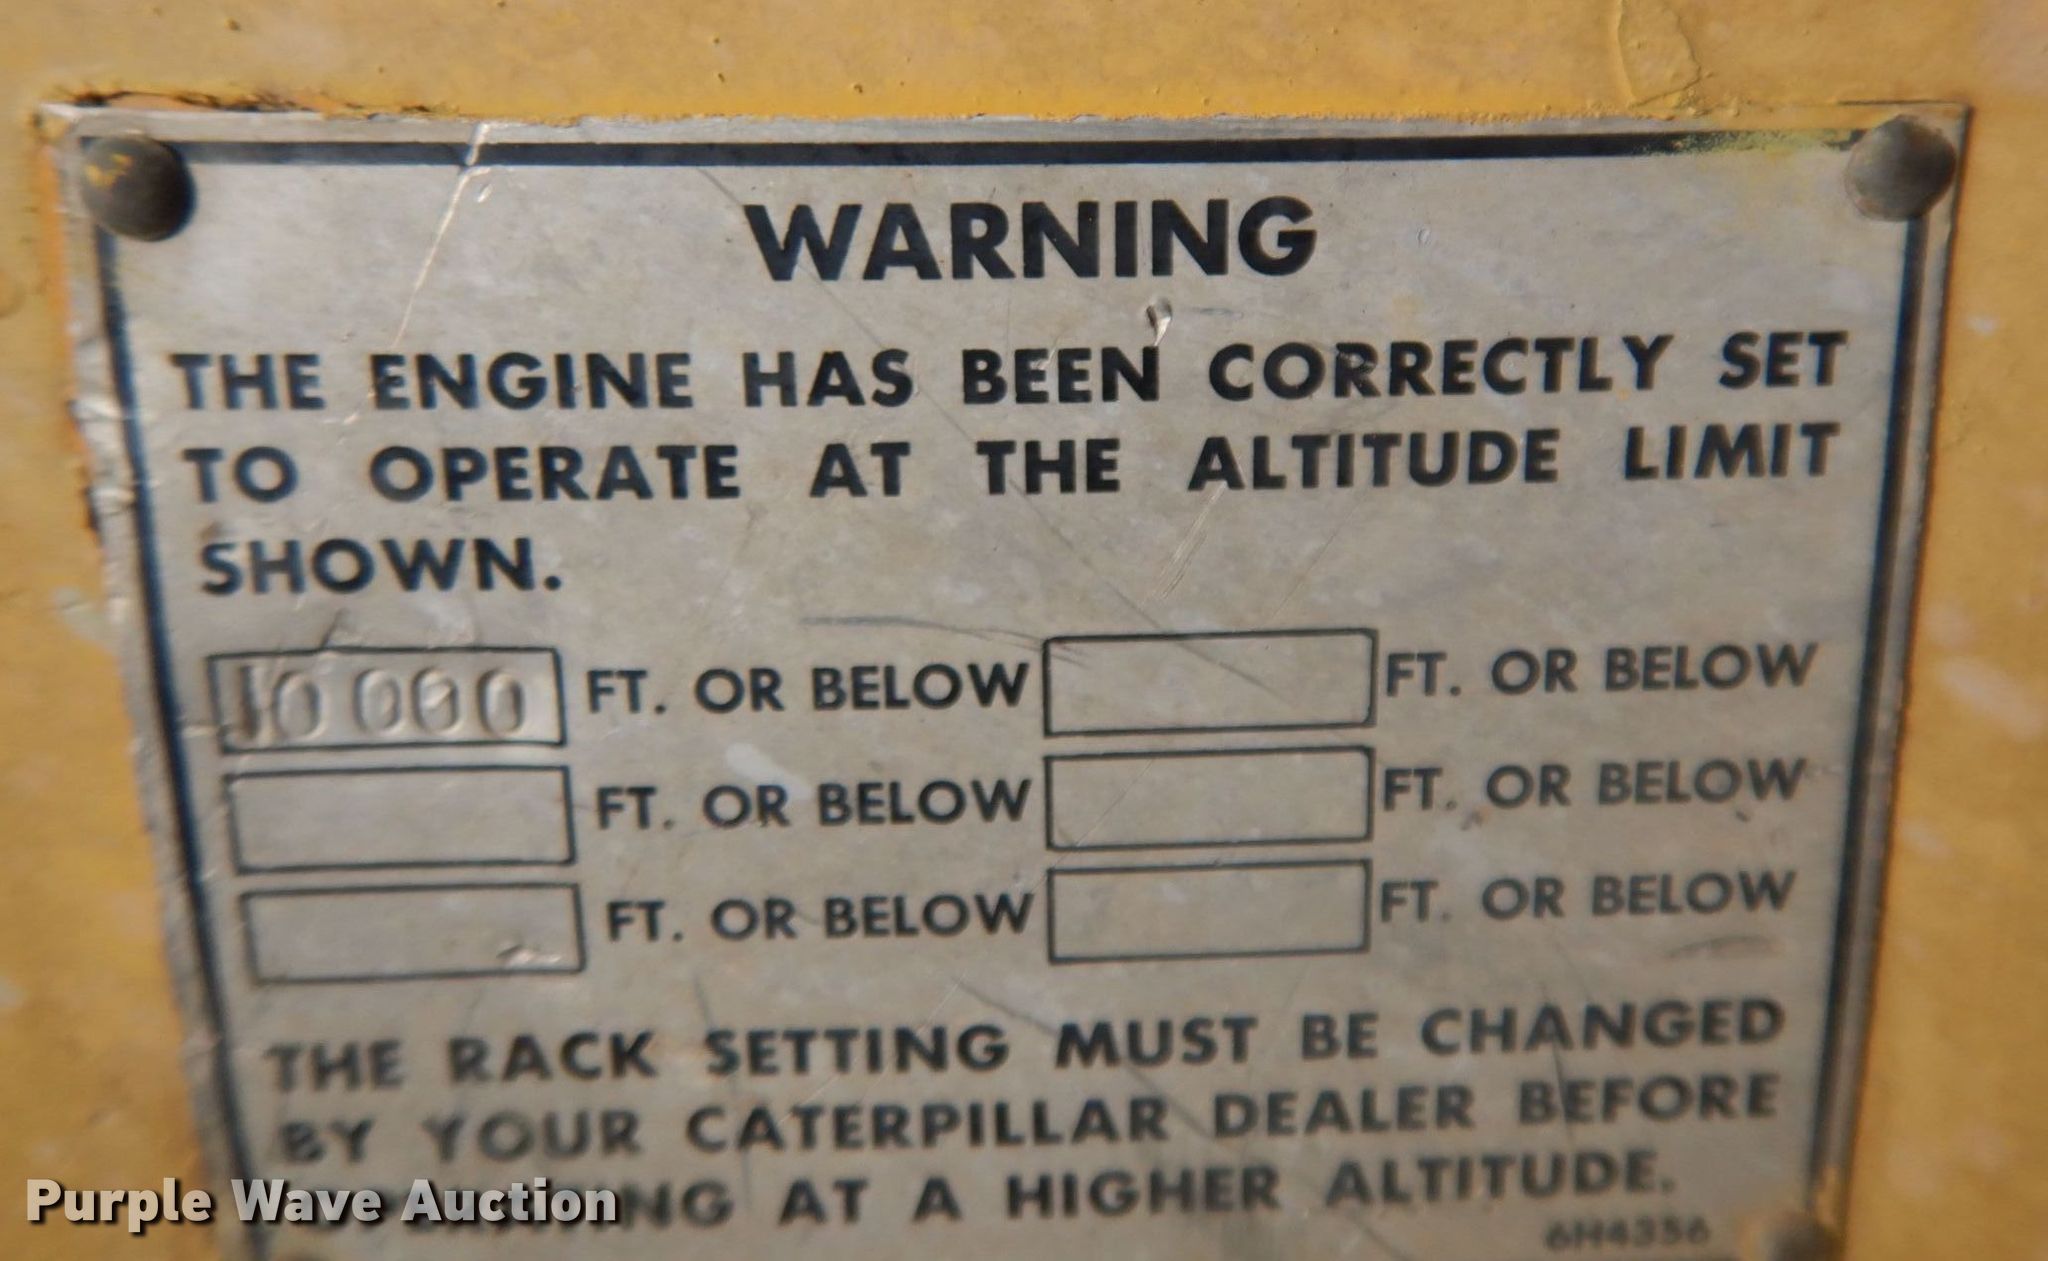 WARNING
THE ENGINE HAS BEEN CORRECTLY SET
TO OPERATE AT THE ALTITUDE LIMIT
SHOWN.
10000 FT. OR BELOW FT. OR BELOW
FT. OR BELOW FT. OR BELOW
FT. OR BELOW FT. OR BELOW
THE RACK SETTING MUST BE CHANGED
BY YOUR CATERPILLAR DEALER BEFORE
AT A HIGHER ALTITUDE.
6H4356
Purple Wave Auction